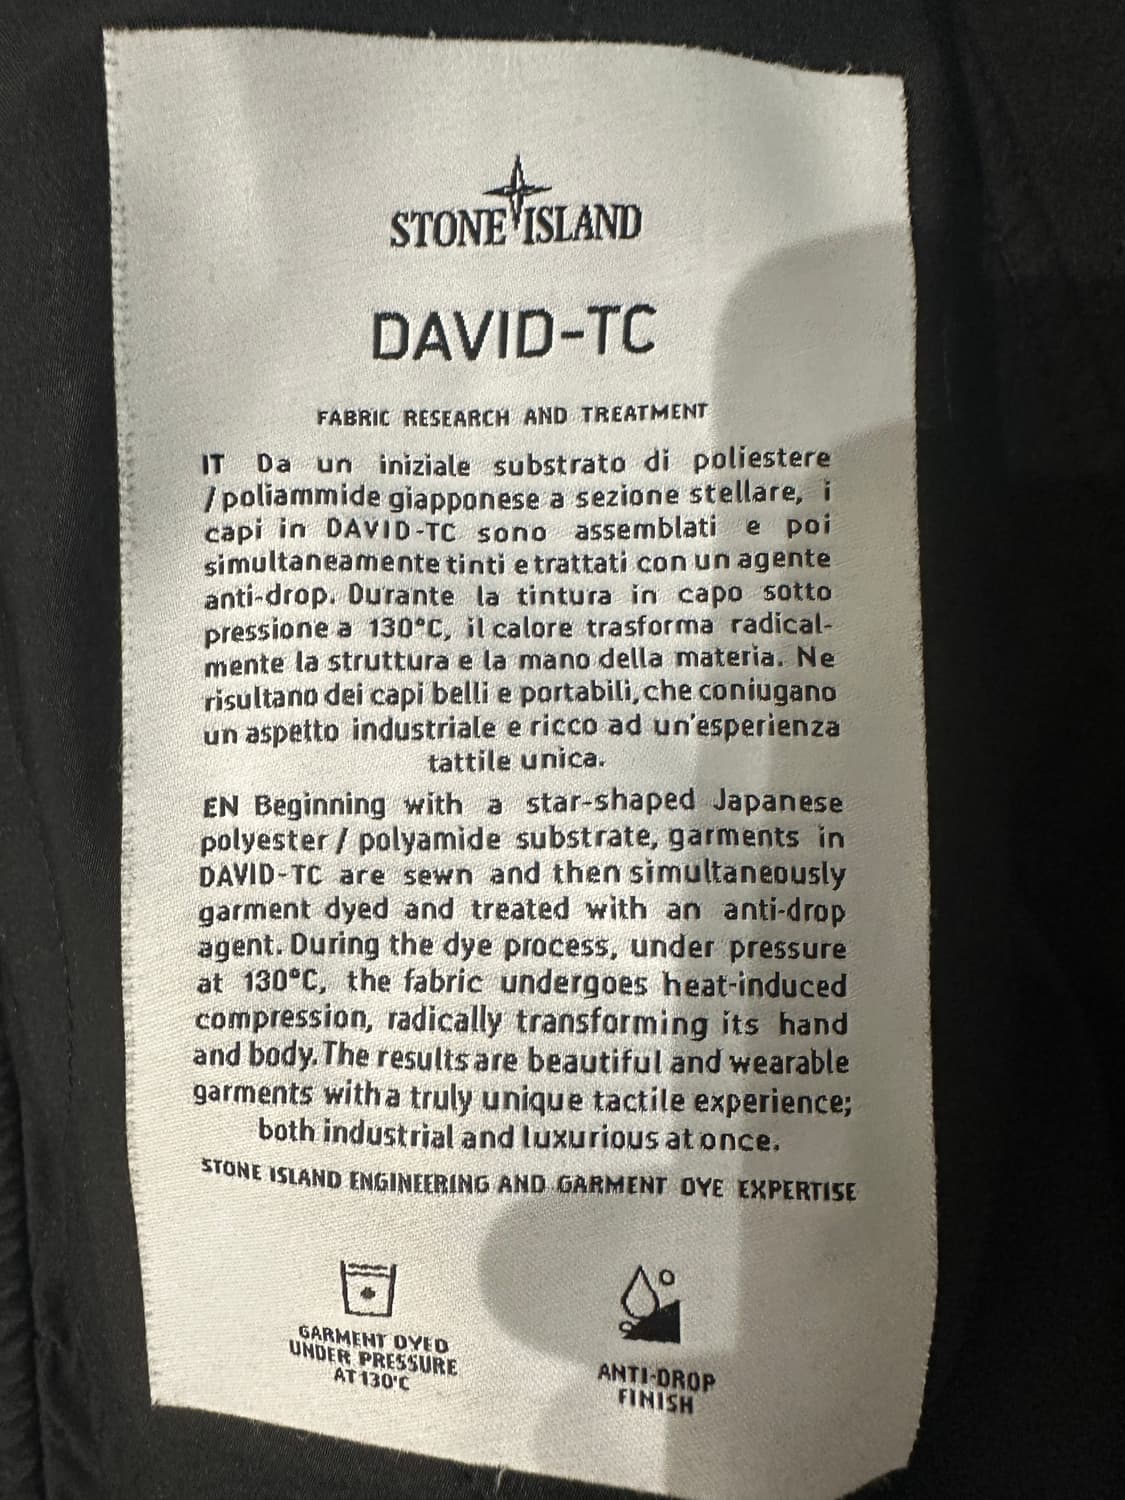 STONE ISLAND
DAVID-TC
FABRIC RESEARCH AND TREATMENT
IT Da un iniziale substrato di poliestere
/poliammide giapponese a sezione stellare, i
capi in DAVID-TC sono assemblati e poi
simultaneamente tinti e trattati con un agente
anti-drop. Durante la tintura in capo sotto
pressione a 130°C, il calore trasforma radical-
mente la struttura e la mano della materia. Ne
risultano dei capi belli e portabili, che coniugano
un aspetto industriale e ricco ad un'esperienza
tattile unica.
EN Beginning with a star-shaped Japanese
polyester / polyamide substrate, garments in
DAVID-TC are sewn and then simultaneously
garment dyed and treated with an anti-drop
agent. During the dye process, under pressure
at 130°C, the fabric undergoes heat-induced
compression, radically transforming its hand
and body. The results are beautiful and wearable
garments with a truly unique tactile experience;
both industrial and luxurious at once.
STONE ISLAND ENGINEERING AND GARMENT DYE EXPERTISE
GARMENT DYED
UNDER PRESSURE
AT 130°C
ANTI-DROP
FINISH